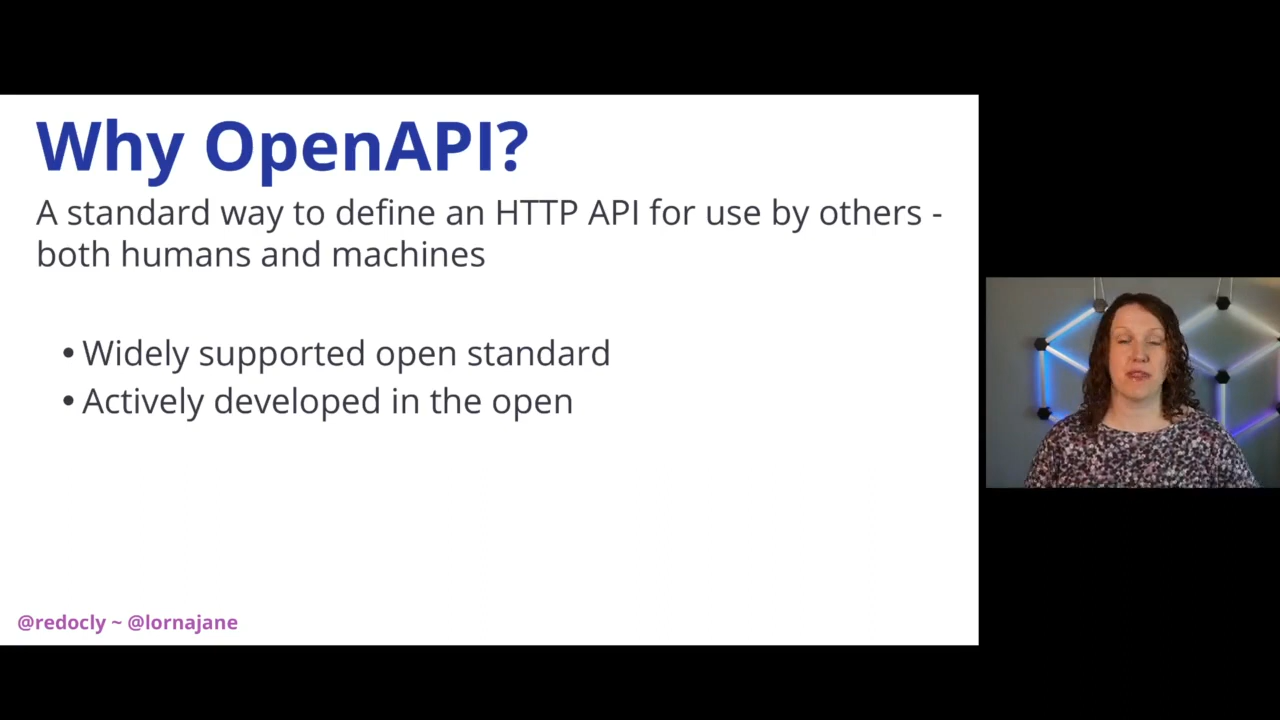 Why OpenAPI?
A standard way to define an HTTP API for use by others -
both humans and machines
• Widely supported open standard
• Actively developed in the open
@redocly ~ @lornajane